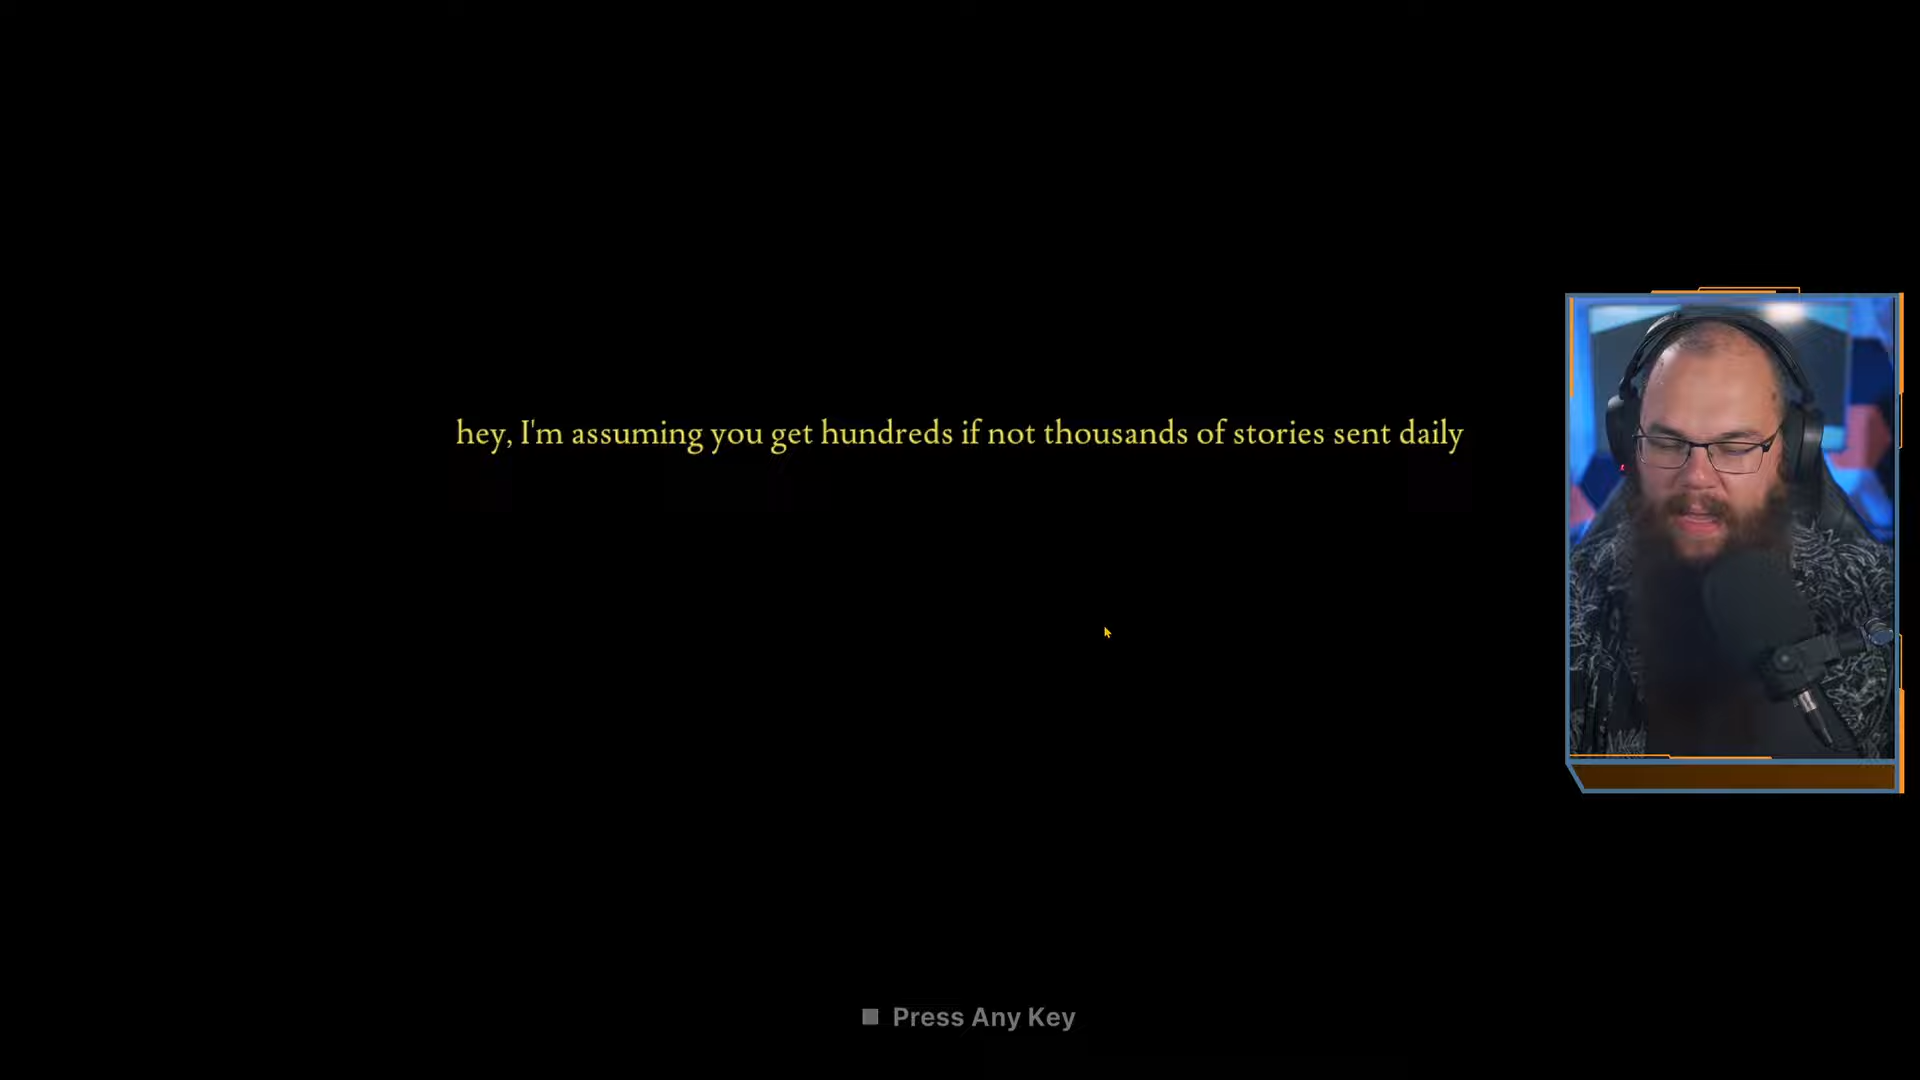 hey, I'm assuming you get hundreds if not thousands of stories sent daily
Press Any Key